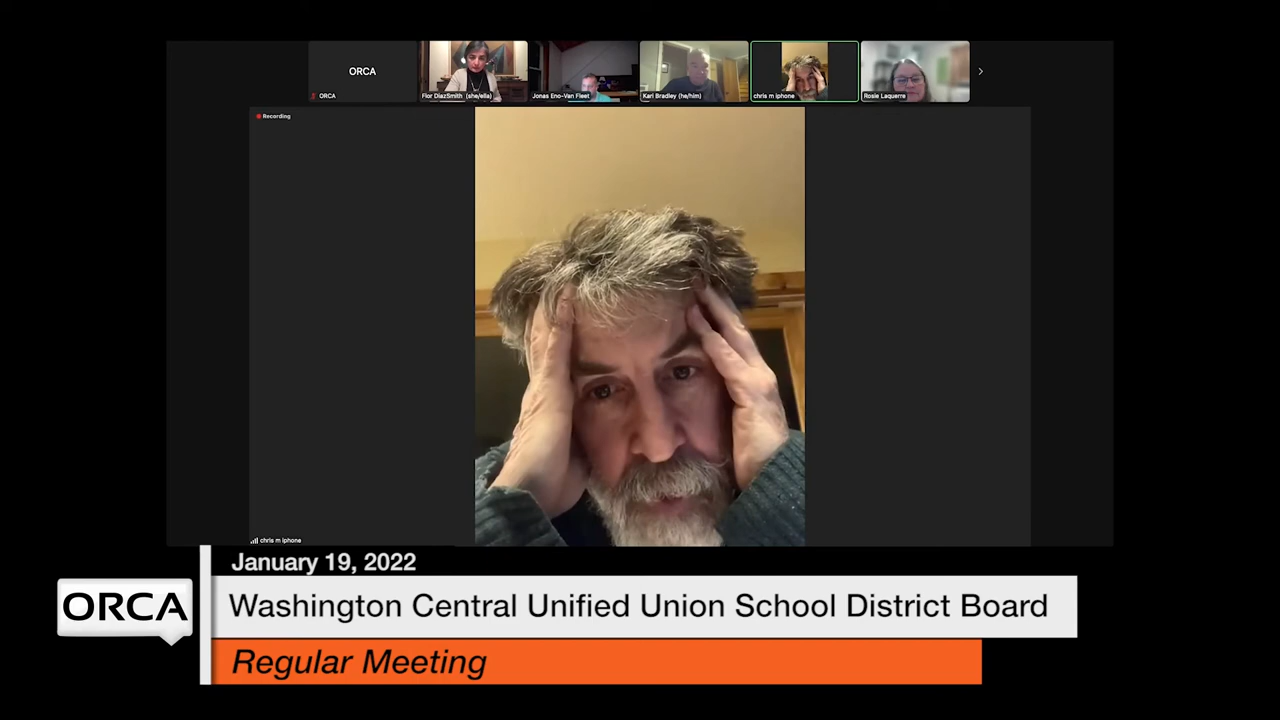 ORCA
ORCA
Flor DiazSmith (she/ella)
Jonas Eno-Van Fleet
Kari Bradley (he/him)
chris m iphone
Rosie Laquerre
Recording
chris m iphone
January 19, 2022
ORCA
Washington Central Unified Union School District Board
Regular Meeting